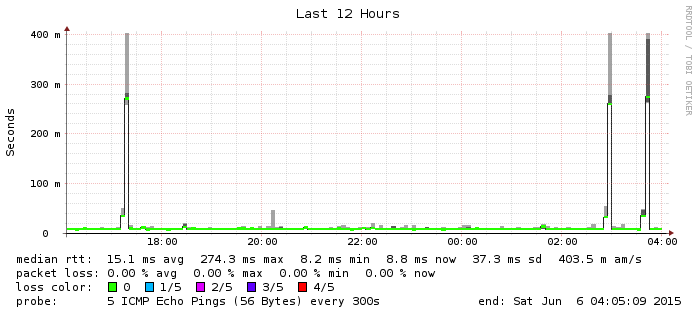 Last 12 Hours
RRDTOOL / TOBI OETIKER
Seconds
400 m
300 m
200 m
100 m
0
18:00 20:00 22:00 00:00 02:00 04:00
median rtt: 15.1 ms avg 274.3 ms max 8.2 ms min 8.8 ms now 37.3 ms sd 403.5 m am/s
packet loss: 0.00 % avg 0.00 % max 0.00 % min 0.00 % now
loss color: 0 1/5 2/5 3/5 4/5
probe: 5 ICMP Echo Pings (56 Bytes) every 300s end: Sat Jun 6 04:05:09 2015